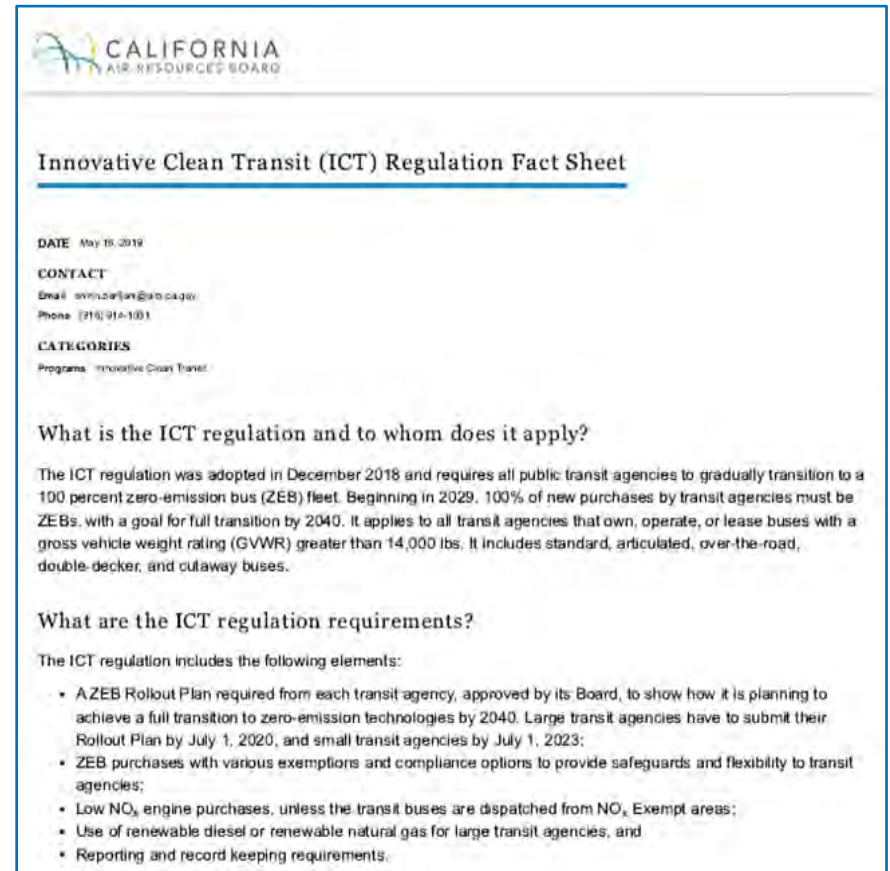 CALIFORNIA
AIR RESOURCES BOARD
Innovative Clean Transit (ICT) Regulation Fact Sheet
DATE May 16, 2019
CONTACT
Email
Phone (916)
CATEGORIES
Programs Innovative Clean Transit
What is the ICT regulation and to whom does it apply?
The ICT regulation was adopted in December 2018 and requires all public transit agencies to gradually transition to a
100 percent zero-emission bus (ZEB) fleet. Beginning in 2029, 100% of new purchases by transit agencies must be
ZEBs, with a goal for full transition by 2040. It applies to all transit agencies that own, operate, or lease buses with a
gross vehicle weight rating (GVWR) greater than 14,000 lbs. It includes standard, articulated, over-the-road,
double-decker, and cutaway buses.
What are the ICT regulation requirements?
The ICT regulation includes the following elements:
• A ZEB Rollout Plan required from each transit agency, approved by its Board, to show how it is planning to
achieve a full transition to zero-emission technologies by 2040. Large transit agencies have to submit their
Rollout Plan by July 1, 2020, and small transit agencies by July 1, 2023;
• ZEB purchases with various exemptions and compliance options to provide safeguards and flexibility to transit
agencies;
• Low NOₓ engine purchases, unless the transit buses are dispatched from NOₓ Exempt areas;
• Use of renewable diesel or renewable natural gas for large transit agencies, and
• Reporting and record keeping requirements.